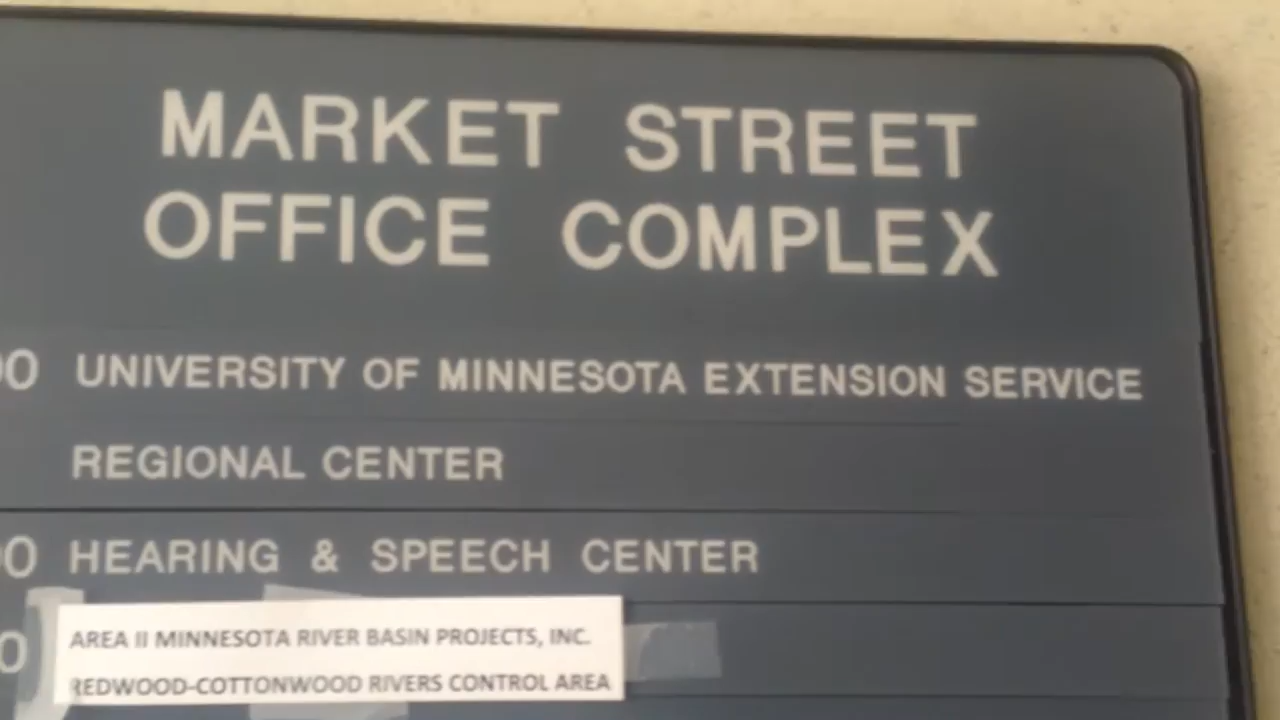 MARKET STREET
OFFICE COMPLEX
UNIVERSITY OF MINNESOTA EXTENSION SERVICE
REGIONAL CENTER
HEARING & SPEECH CENTER
AREA II MINNESOTA RIVER BASIN PROJECTS, INC.
REDWOOD-COTTONWOOD RIVERS CONTROL AREA